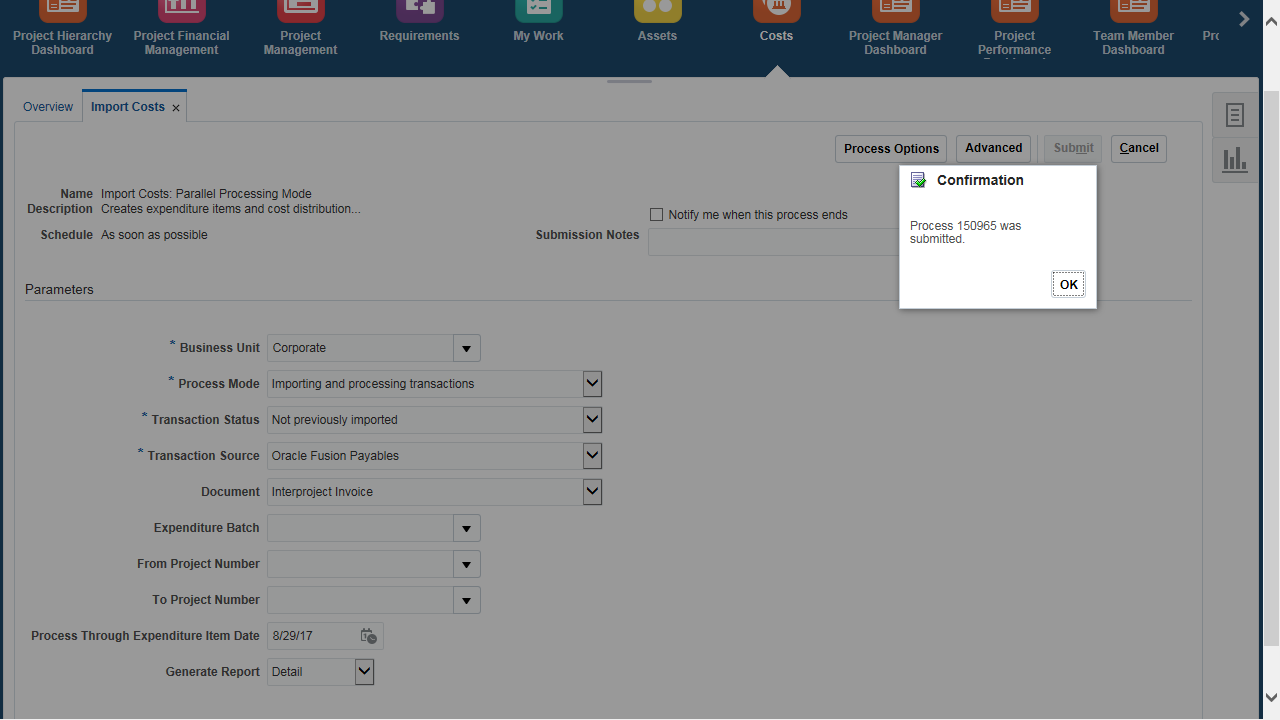 Project Hierarchy Dashboard
Project Financial Management
Project Management
Requirements
My Work
Assets
Costs
Project Manager Dashboard
Project Performance
Team Member Dashboard
Overview
Import Costs
Process Options
Advanced
Submit
Cancel
Name Import Costs: Parallel Processing Mode
Description Creates expenditure items and cost distribution...
Notify me when this process ends
Schedule As soon as possible
Submission Notes
Confirmation
Process 150965 was
submitted.
OK
Parameters
* Business Unit Corporate
* Process Mode Importing and processing transactions
* Transaction Status Not previously imported
* Transaction Source Oracle Fusion Payables
Document Interproject Invoice
Expenditure Batch
From Project Number
To Project Number
Process Through Expenditure Item Date 8/29/17
Generate Report Detail